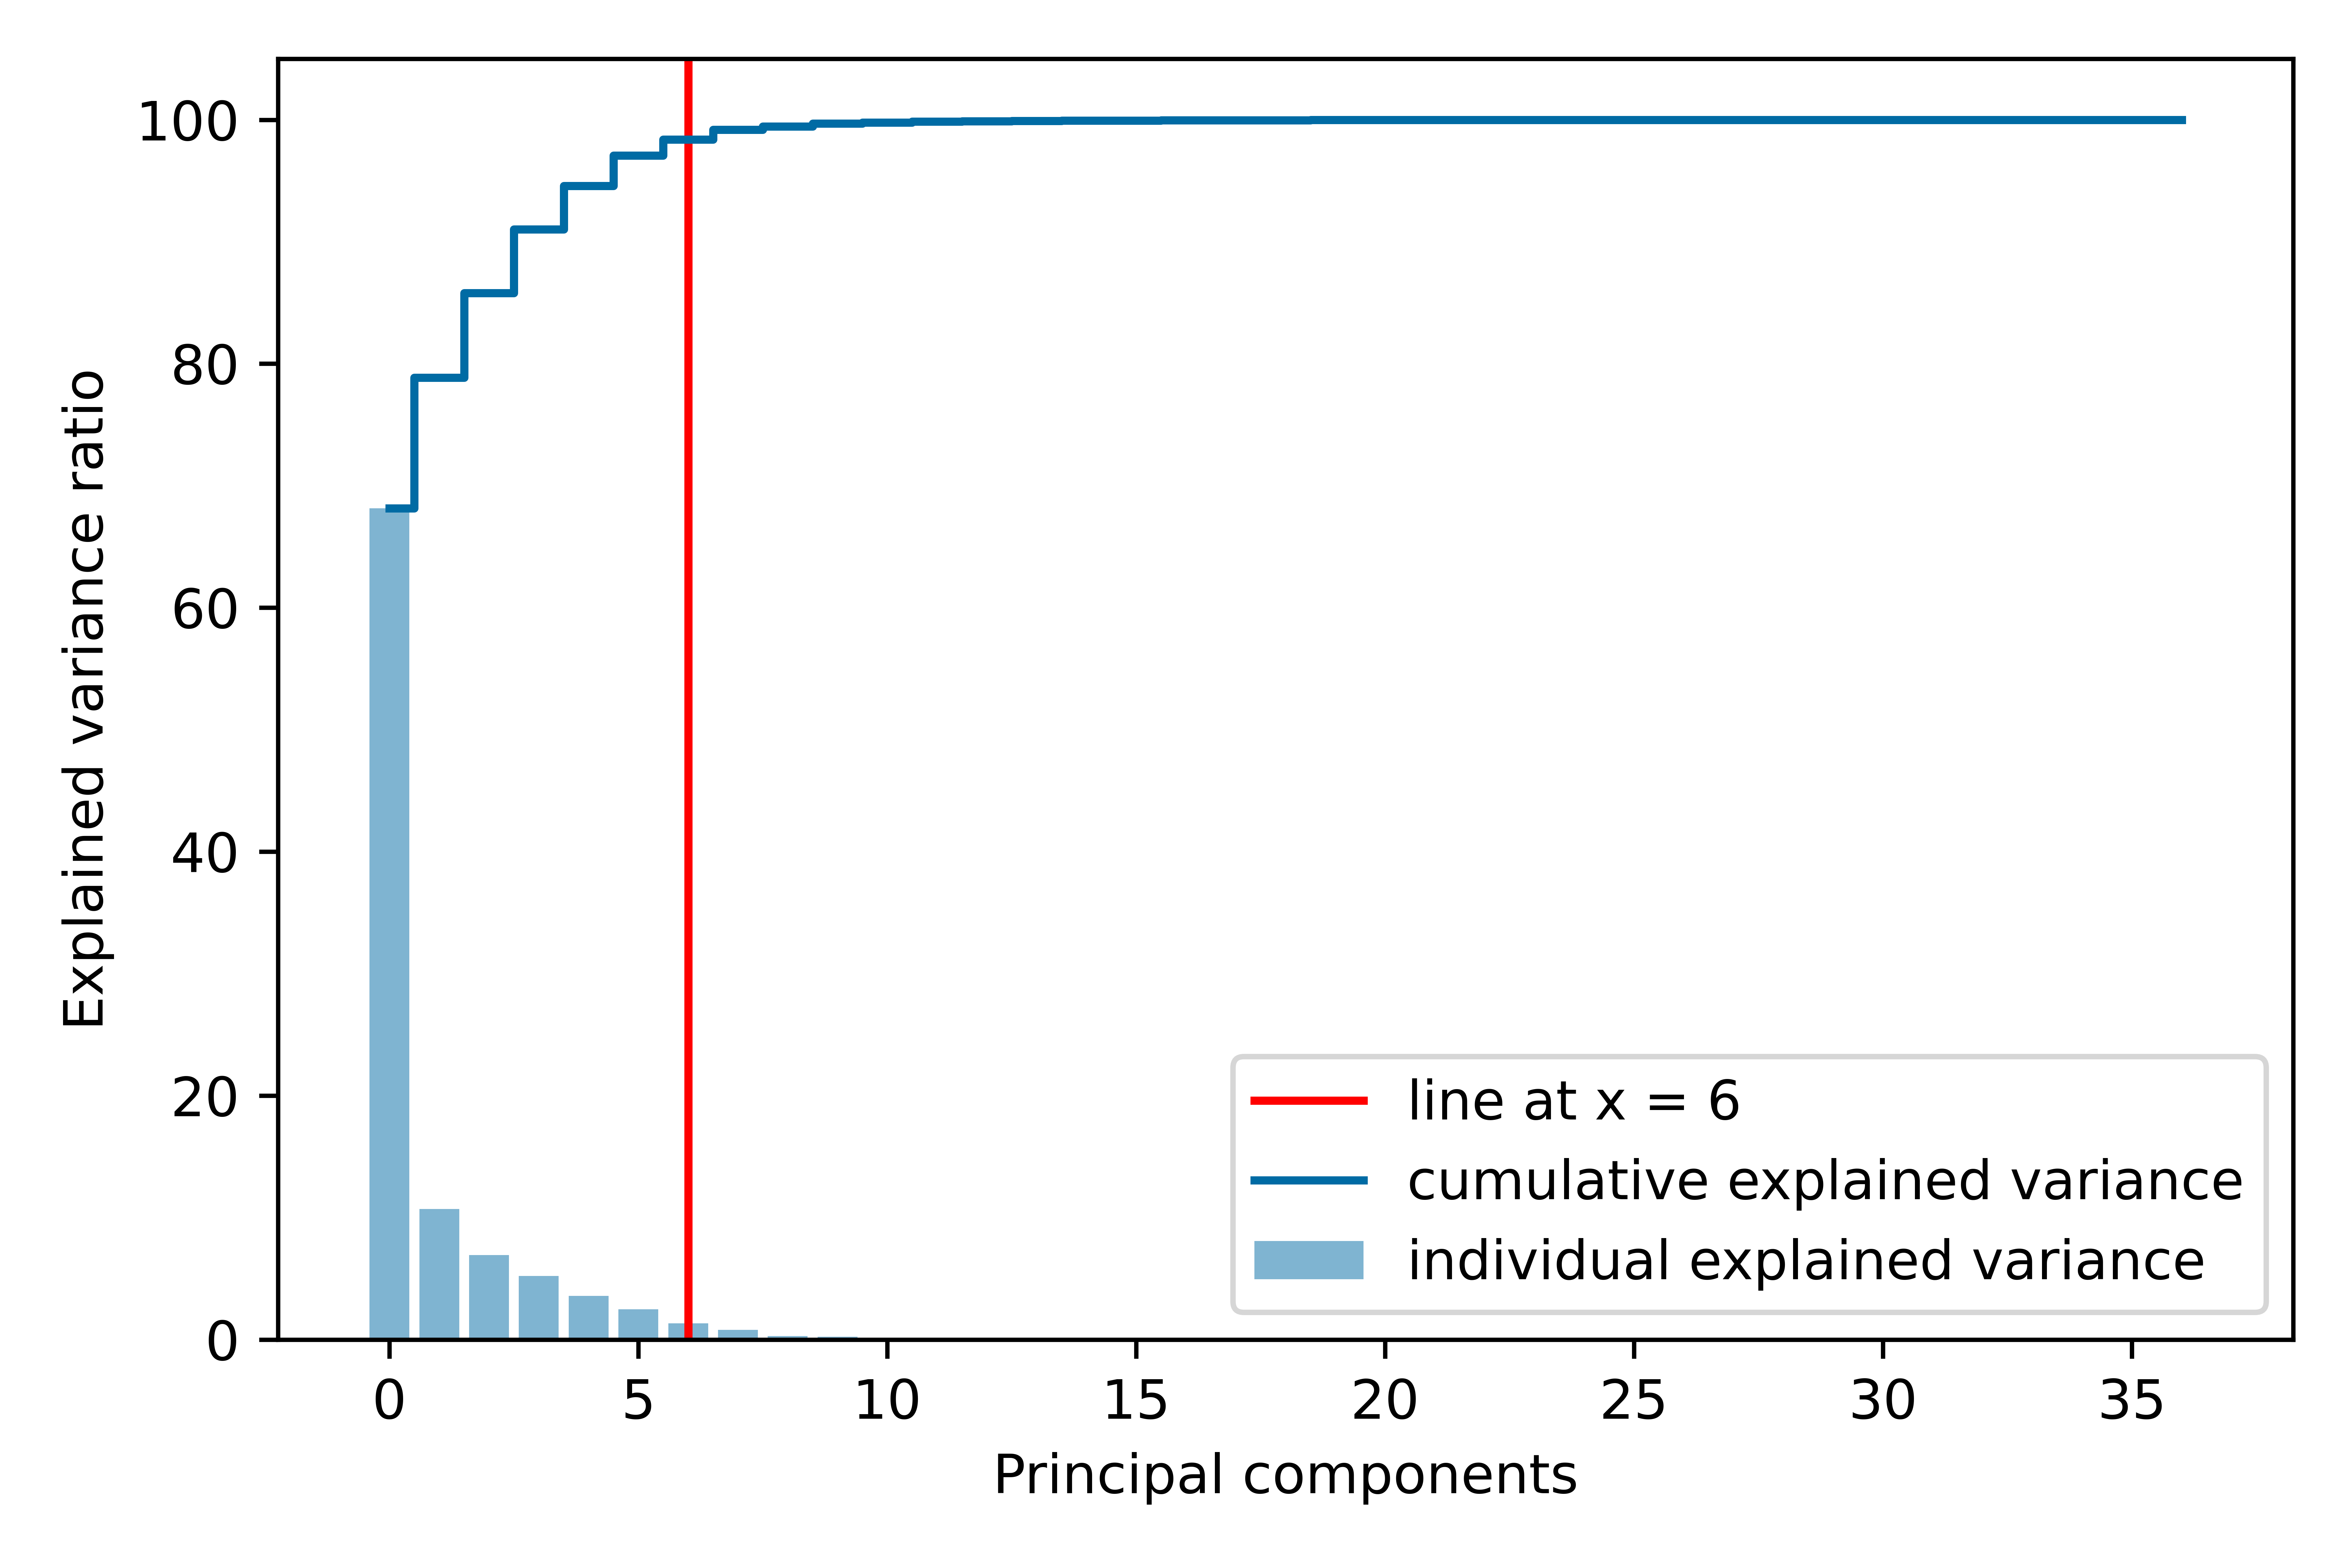 100
80
60
40
20
0
Explained variance ratio
line at x = 6
cumulative explained variance
individual explained variance
0 5 10 15 20 25 30 35
Principal components